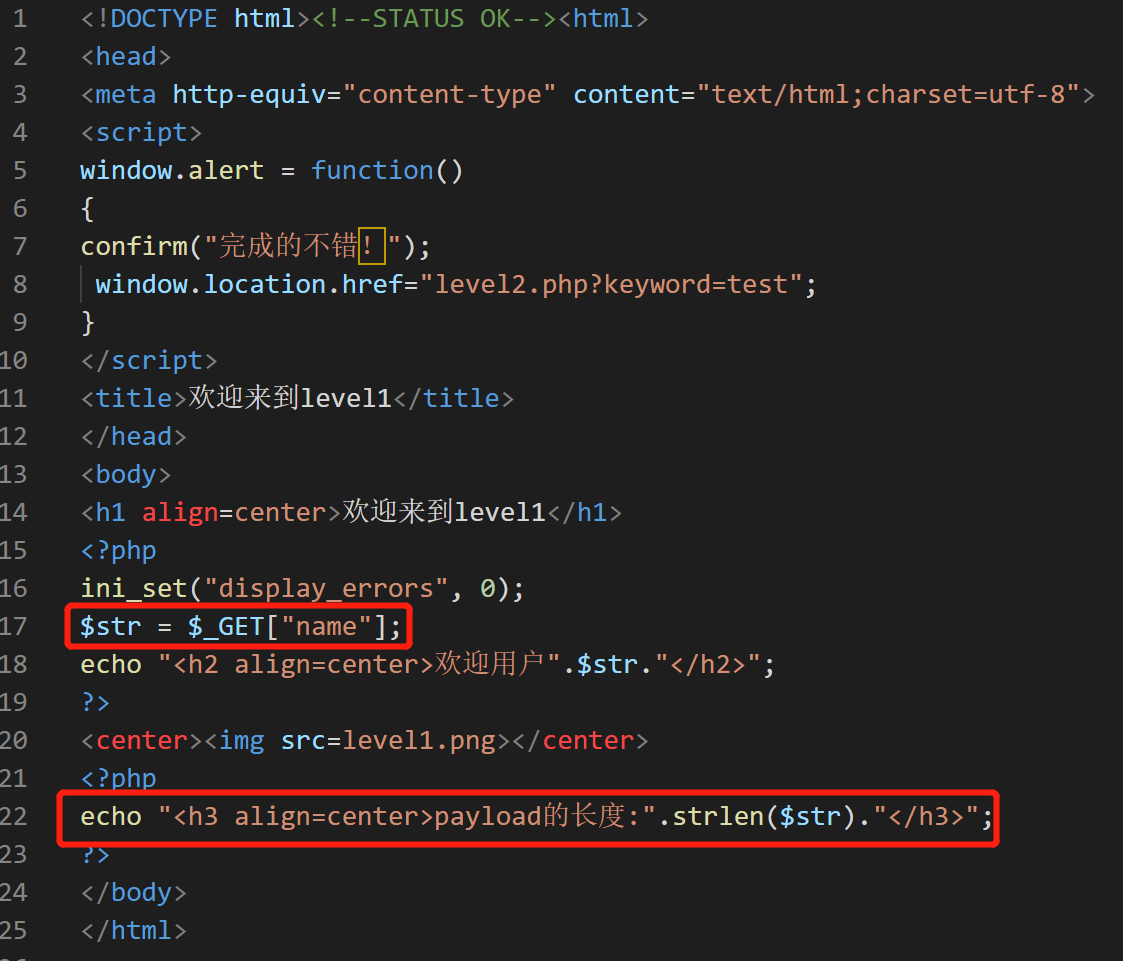 1 <!DOCTYPE html><!--STATUS OK--><html>
2 <head>
3 <meta http-equiv="content-type" content="text/html;charset=utf-8">
4 <script>
5 window.alert = function()
6 {
7 confirm("完成的不错！");
8  window.location.href="level2.php?keyword=test";
9 }
10 </script>
11 <title>欢迎来到level1</title>
12 </head>
13 <body>
14 <h1 align=center>欢迎来到level1</h1>
15 <?php
16 ini_set("display_errors", 0);
17 $str = $_GET["name"];
18 echo "<h2 align=center>欢迎用户".$str."</h2>";
19 ?>
20 <center><img src=level1.png></center>
21 <?php
22 echo "<h3 align=center>payload的长度:".strlen($str)."</h3>";
23 ?>
24 </body>
25 </html>